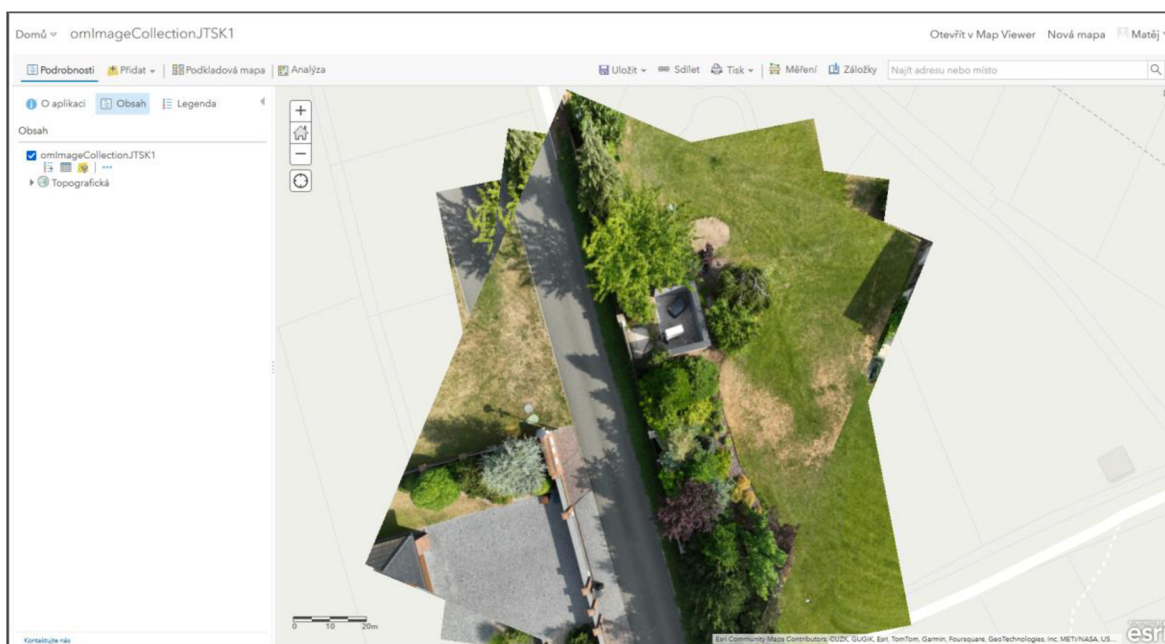 Domů omImageCollectionJTSK1 Otevřít v Map Viewer Nová mapa Matěj
Podrobnosti Přidat Podkladová mapa Analýza Uložit Sdílet Tisk Měření Záložky Najít adresu nebo místo
O aplikaci Obsah Legenda
Obsah
omImageCollectionJTSK1
Topografická
0 10 20m
Kontaktujte nás
Esri Community Maps Contributors, CUZK, GUGiK, Esri, TomTom, Garmin, Foursquare, GeoTechnologies, Inc, METI/NASA, US...
esri